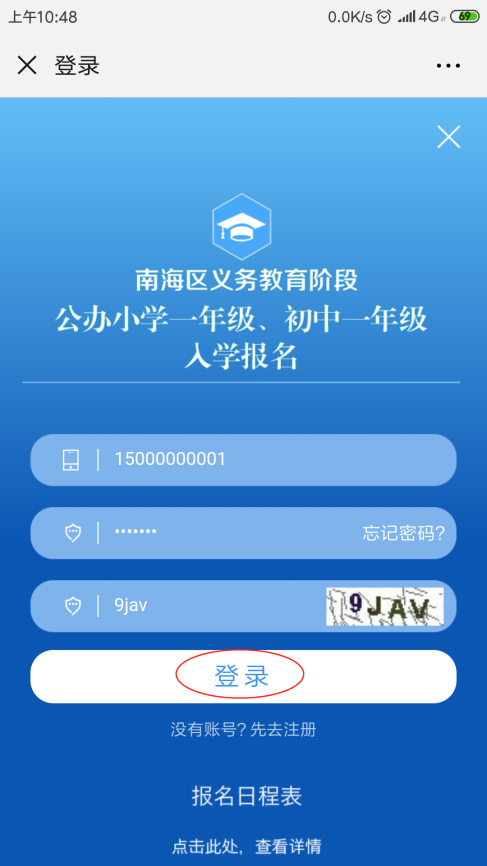 上午10:48
0.0K/s 4G 69
登录
南海区义务教育阶段
公办小学一年级、初中一年级
入学报名
15000000001
·······
忘记密码?
9jav
9JAV
登录
没有账号? 先去注册
报名日程表
点击此处，查看详情